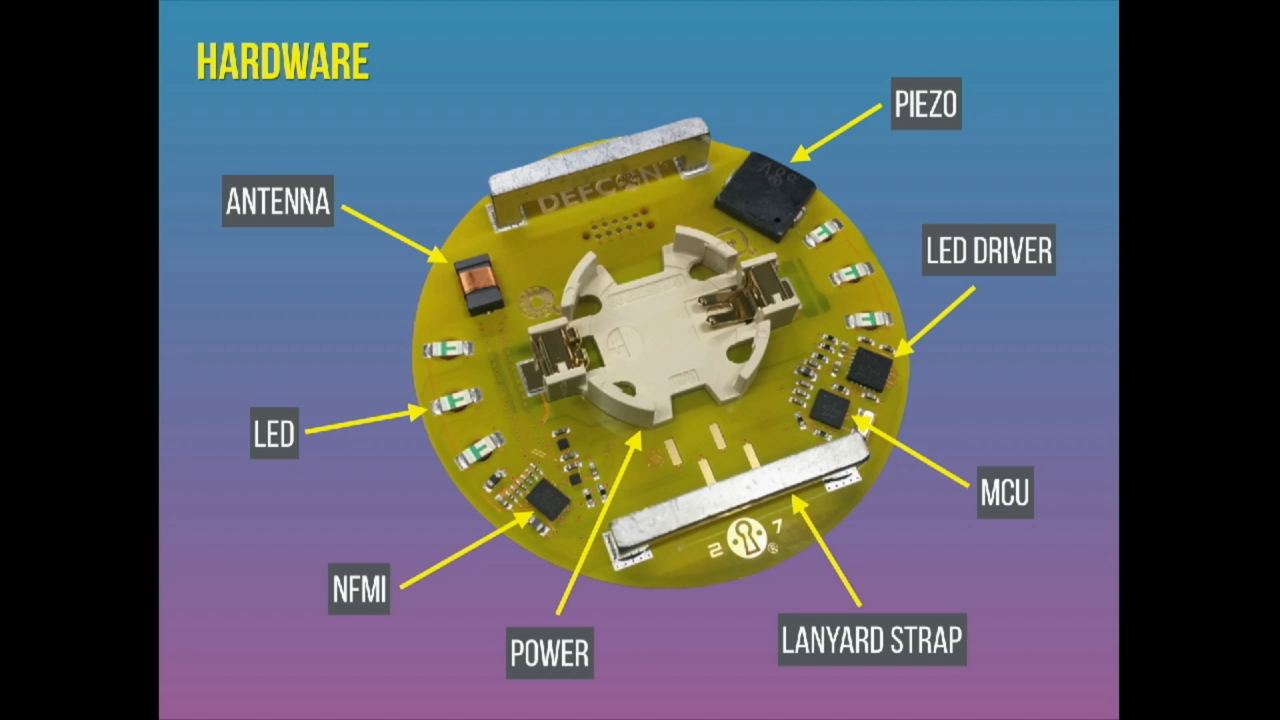 HARDWARE
PIEZO
ANTENNA
DEFCON
LED DRIVER
LED
MCU
2 7
NFMI
LANYARD STRAP
POWER